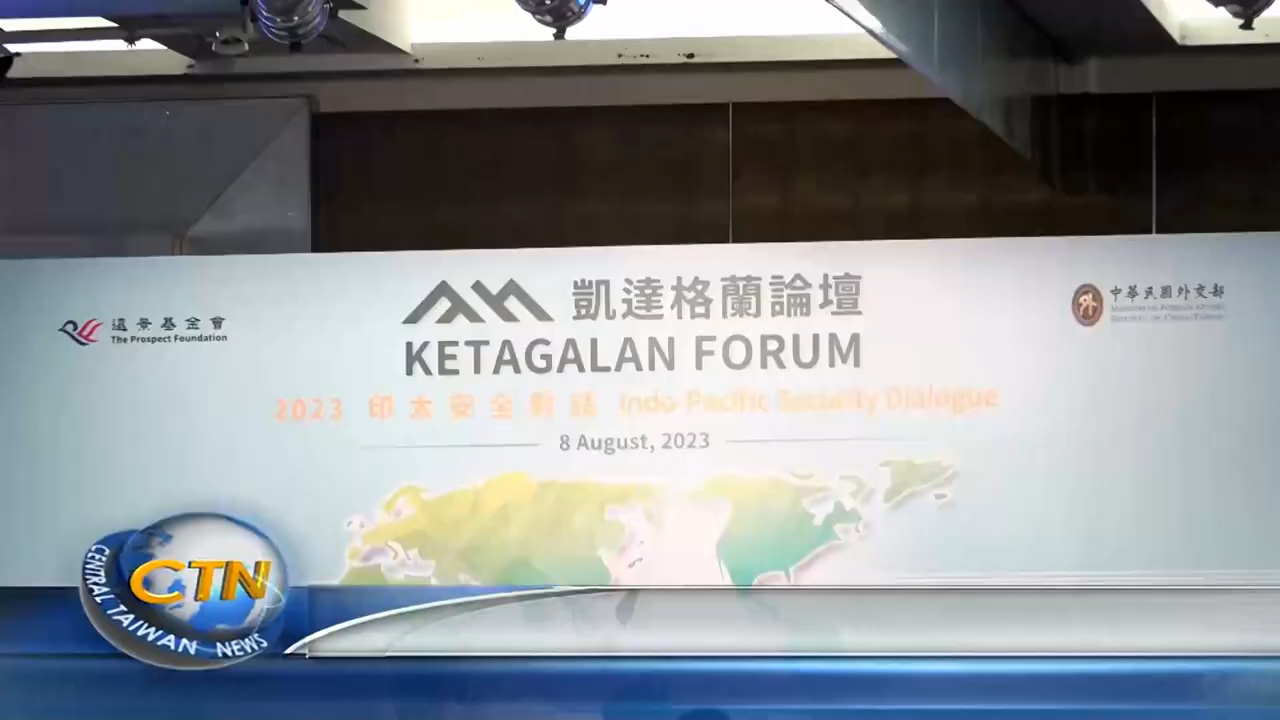 凱達格蘭論壇
遠景基金會
The Prospect Foundation
中華民國外交部
KETAGALAN FORUM
2023 印太安全對話 Indo-Pacific Security Dialogue
8 August, 2023
CTN
CENTRAL TAIWAN NEWS